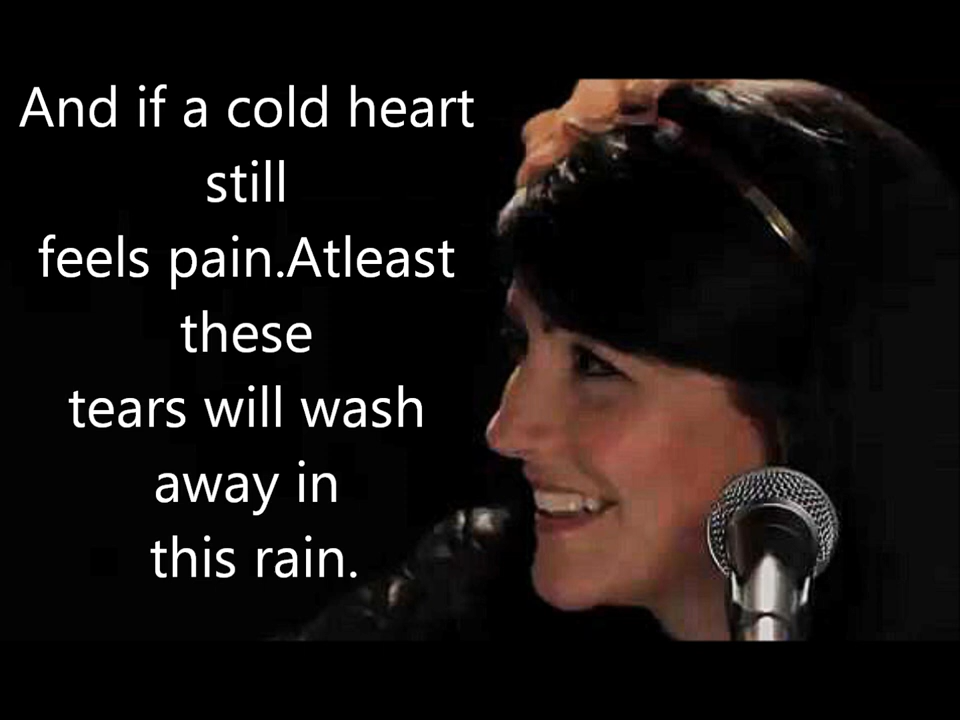 And if a cold heart
still
feels pain.Atleast
these
tears will wash
away in
this rain.